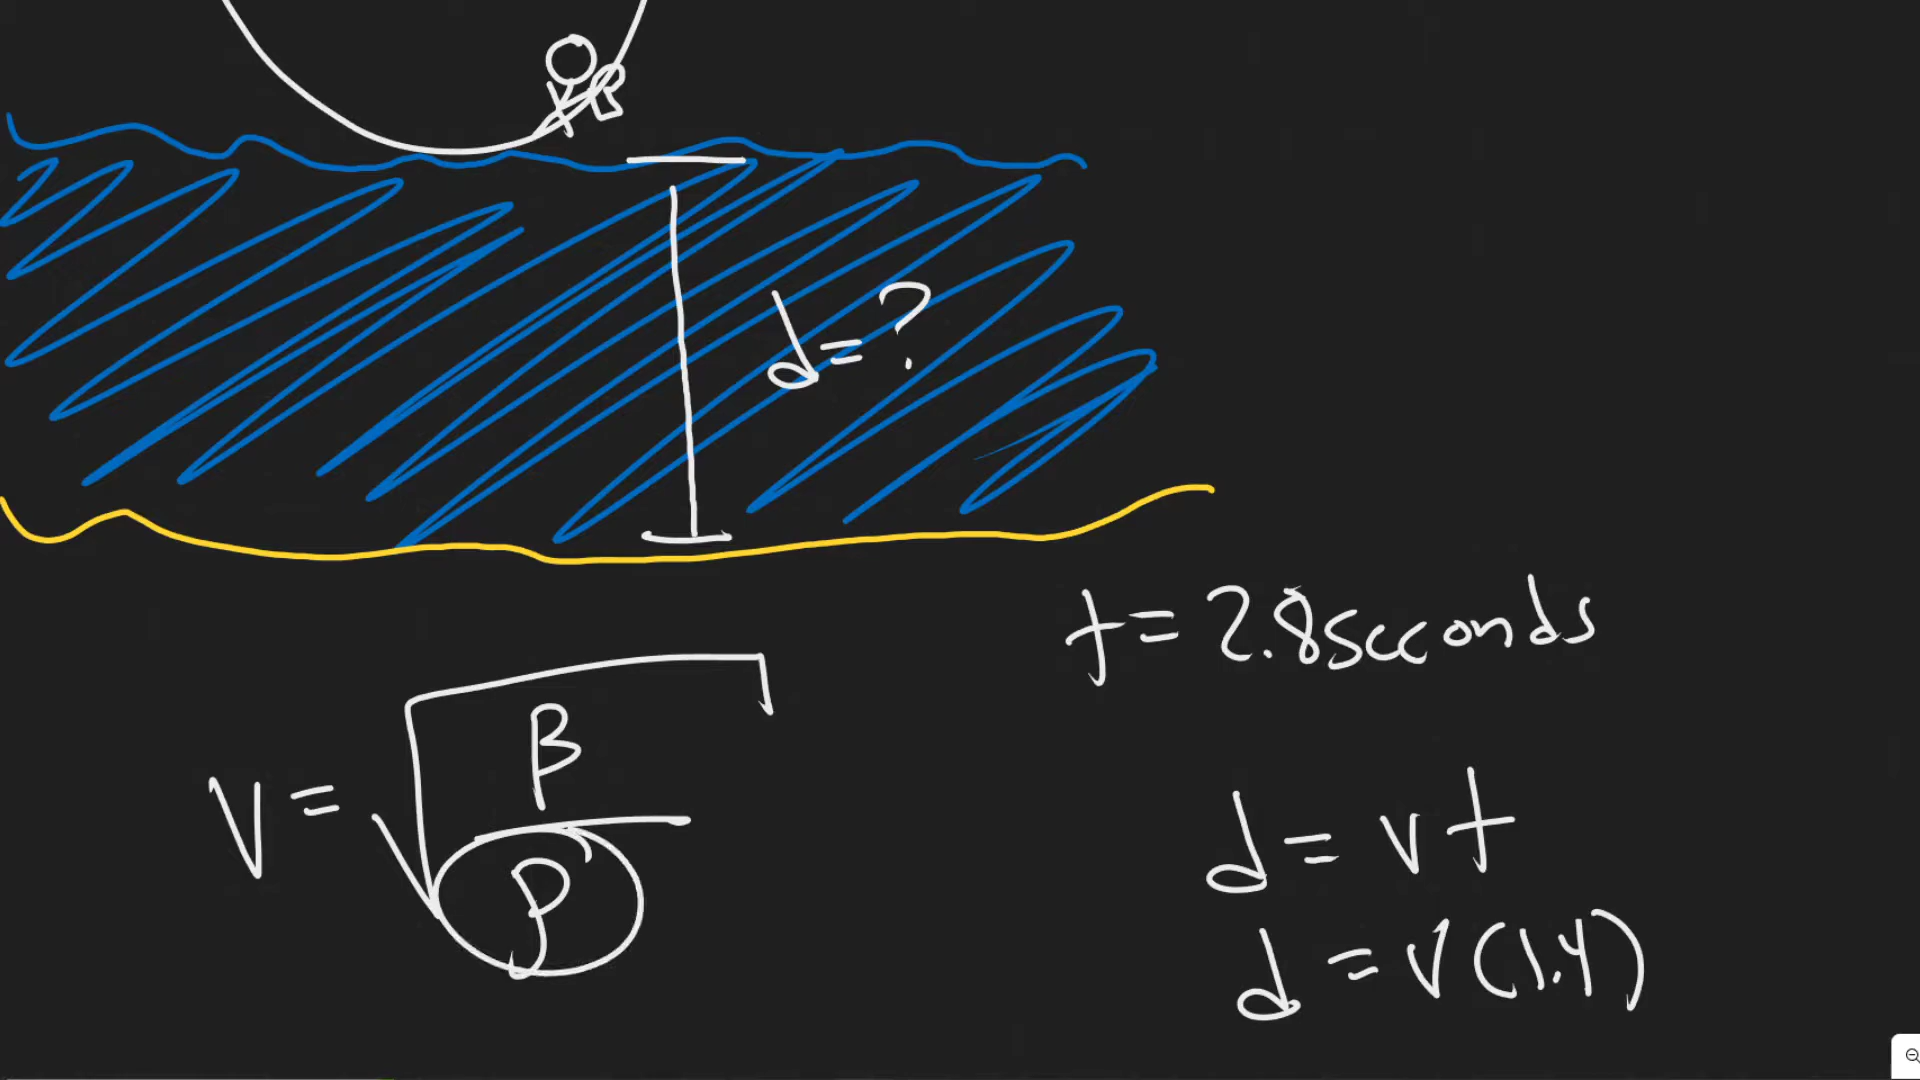 d=?
t=2.8seconds
V=√β/ρ
d=vt
d=v(1.4)